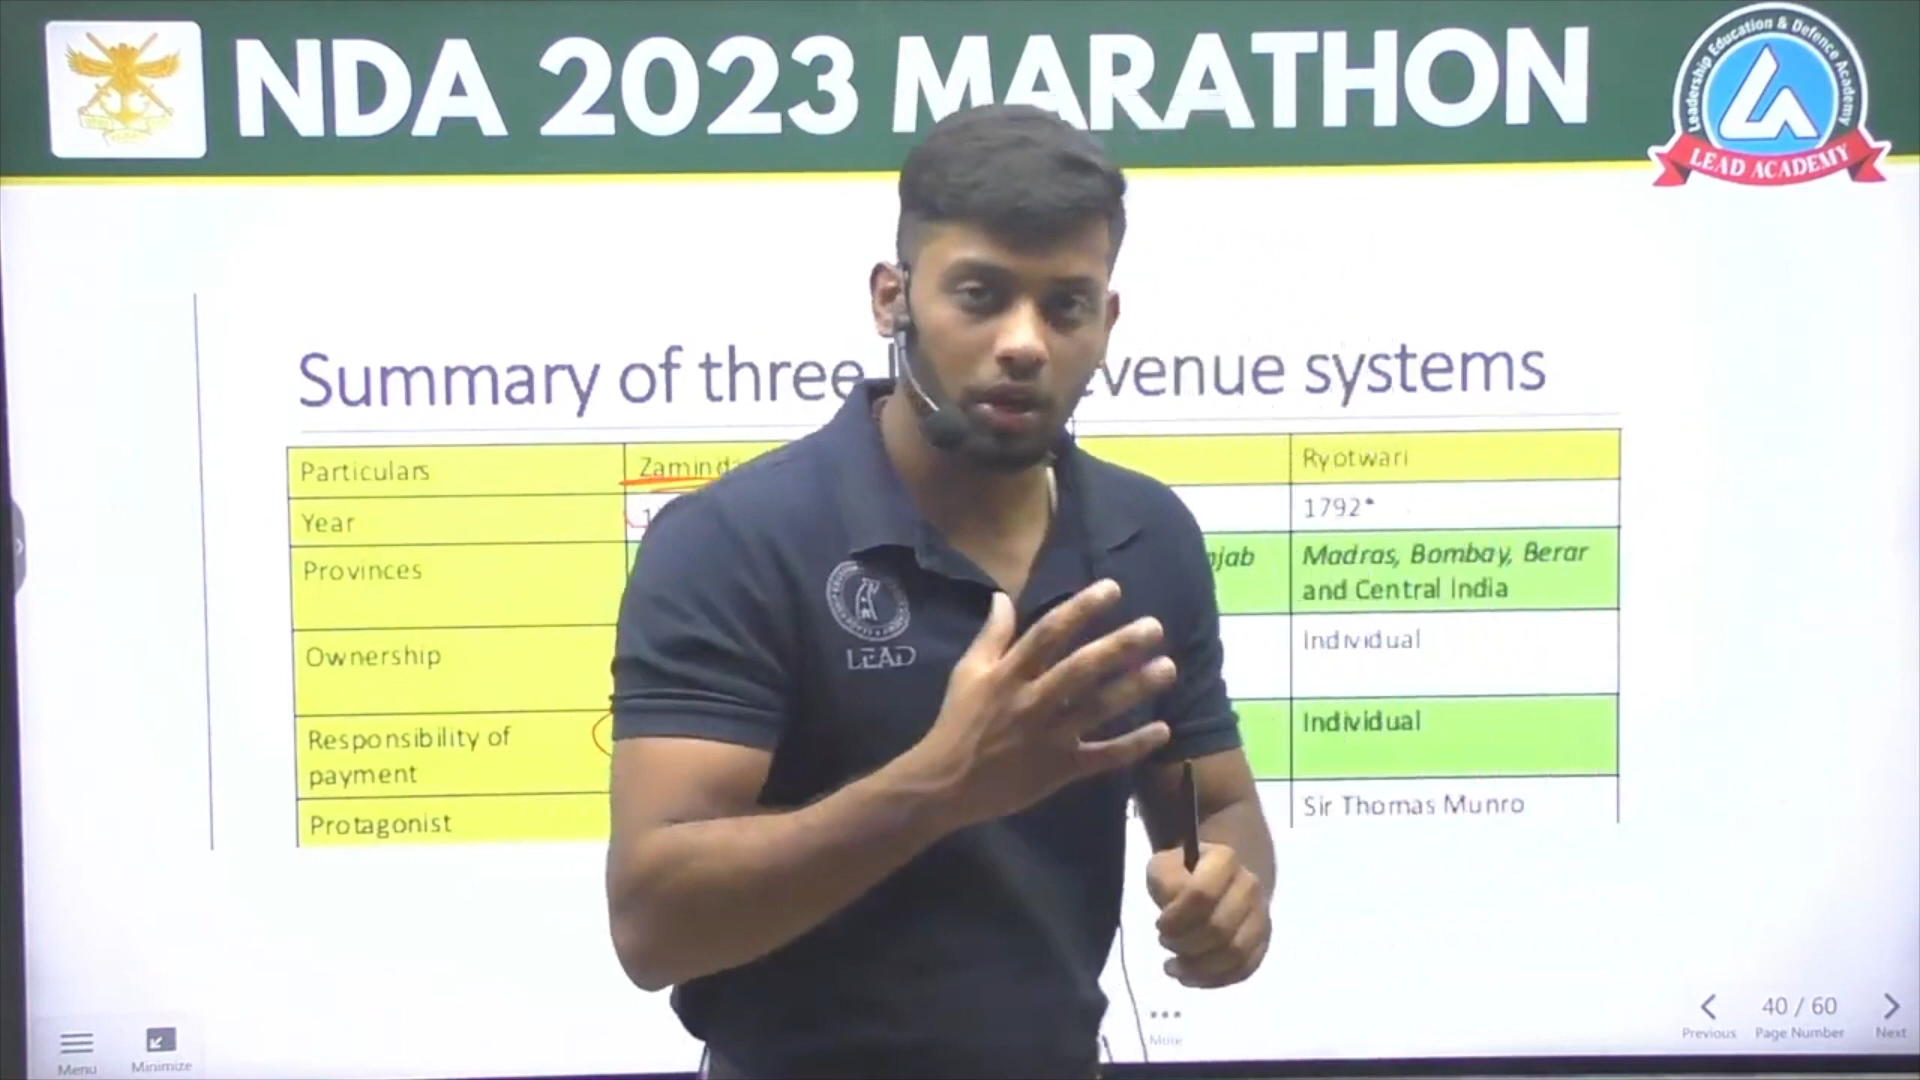 NDA 2023 MARATHON
Leadership Education & Defence Academy
LEAD ACADEMY
Summary of three venue systems
Particulars
Ryotwari
Year
1792*
Provinces
Madras, Bombay, Berar
and Central India
Ownership
Individual
Responsibility of
payment
Individual
Protagonist
Sir Thomas Munro
LEAD
Menu
Minimize
More
Previous
40 / 60
Page Number
Next